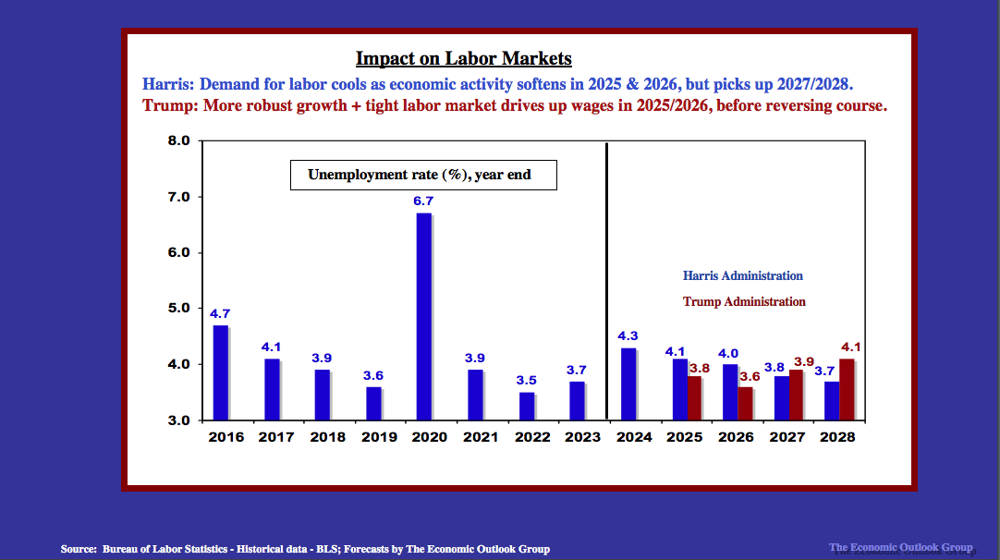 Impact on Labor Markets
Harris: Demand for labor cools as economic activity softens in 2025 & 2026, but picks up 2027/2028.
Trump: More robust growth + tight labor market drives up wages in 2025/2026, before reversing course.
8.0
Unemployment rate (%), year end
7.0
6.7
6.0
Harris Administration
Trump Administration
5.0
4.7
4.1
3.9
3.6
3.9
3.5
3.7
4.3
4.1
3.8
4.0
3.6
3.8
3.9
3.7
4.1
4.0
3.0
2016 2017 2018 2019 2020 2021 2022 2023 2024 2025 2026 2027 2028
Source: Bureau of Labor Statistics - Historical data - BLS; Forecasts by The Economic Outlook Group
The Economic Outlook Group